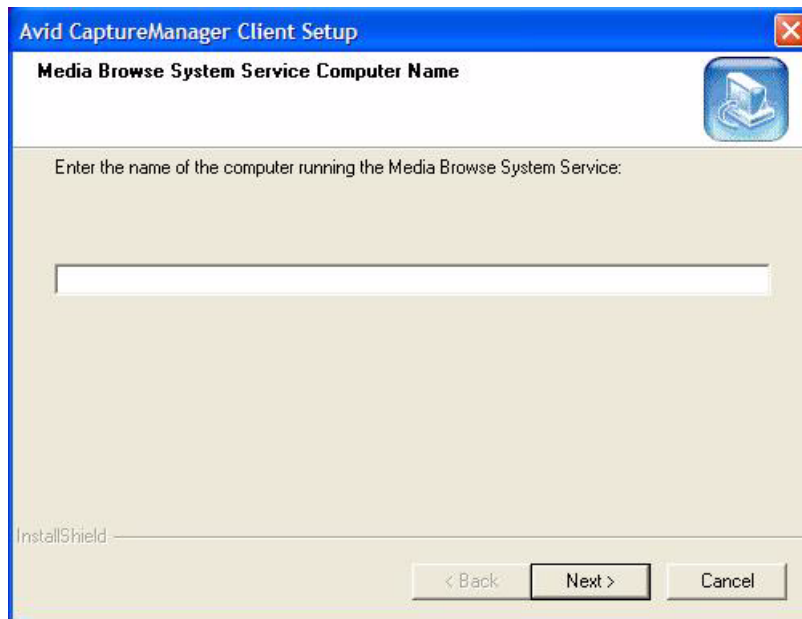 Avid CaptureManager Client Setup
Media Browse System Service Computer Name
Enter the name of the computer running the Media Browse System Service:
InstallShield
< Back Next > Cancel